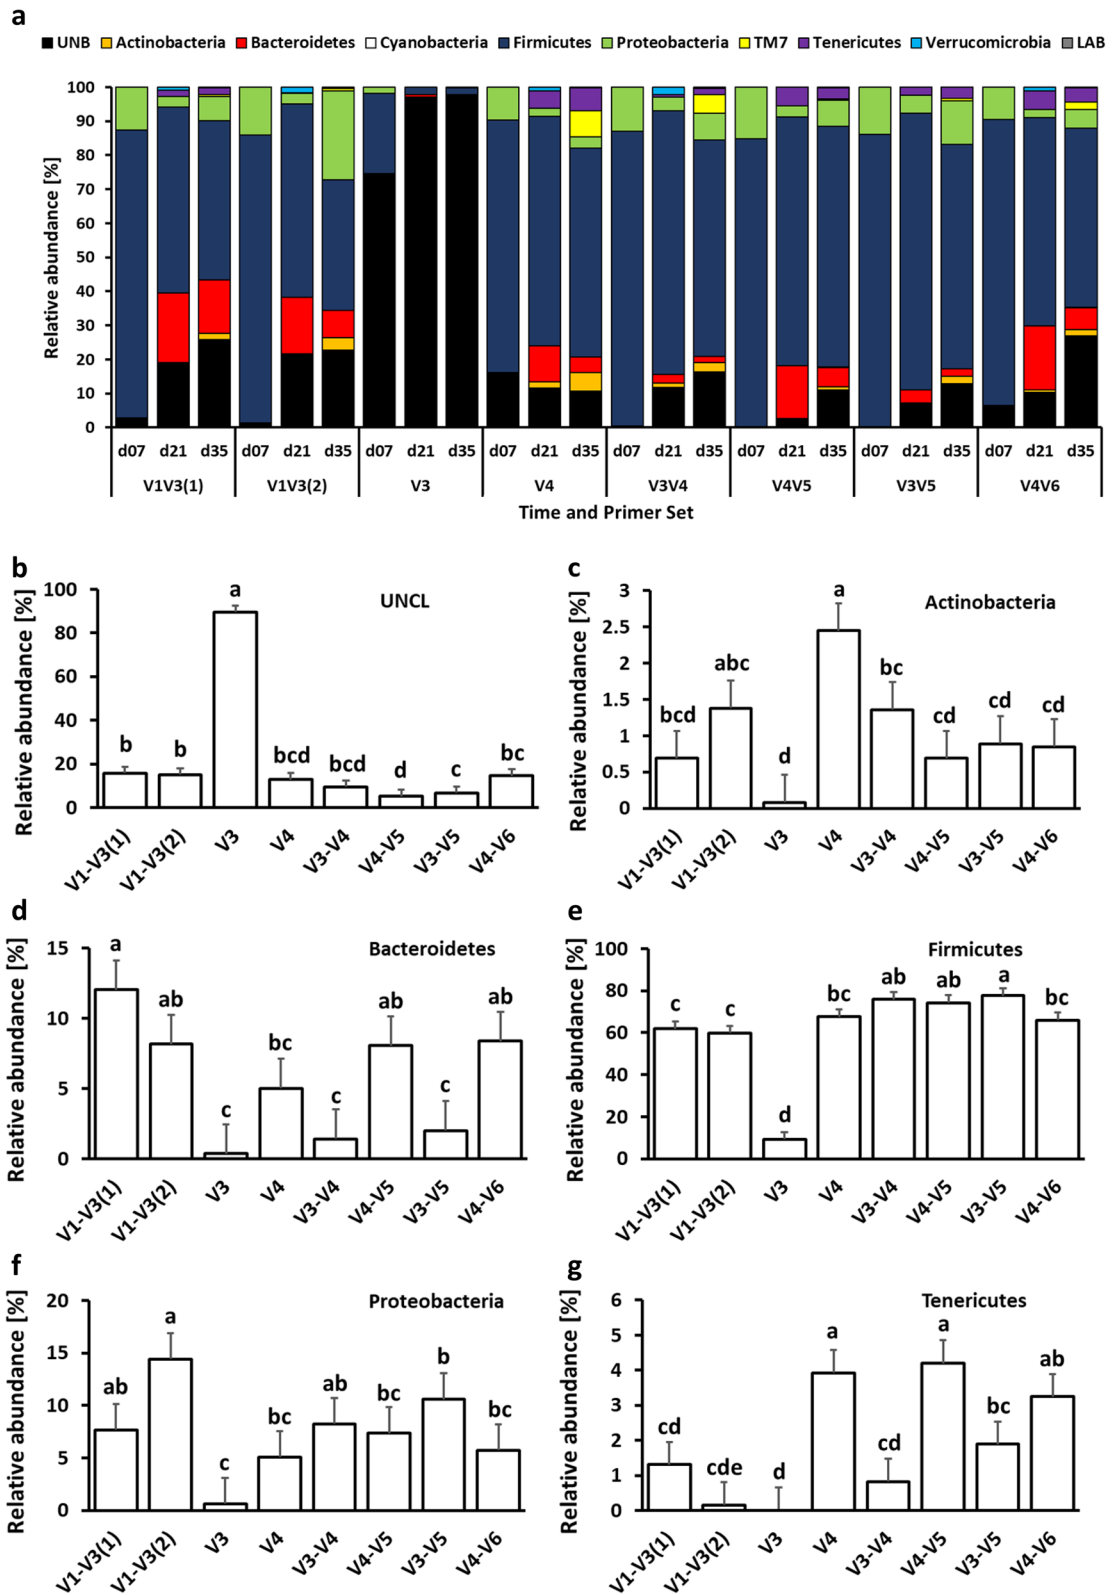 a
UNB Actinobacteria Bacteroidetes Cyanobacteria Firmicutes Proteobacteria TM7 Tenericutes Verrucomicrobia LAB
Relative abundance [%]
100
90
80
70
60
50
40
30
20
10
0
d07 d21 d35 d07 d21 d35 d07 d21 d35 d07 d21 d35 d07 d21 d35 d07 d21 d35 d07 d21 d35 d07 d21 d35
V1V3(1) V1V3(2) V3 V4 V3V4 V4V5 V3V5 V4V6
Time and Primer Set
b
UNCL
Relative abundance [%]
100
80
60
40
20
0
b b a bcd bcd d c bc
V1-V3(1) V1-V3(2) V3 V4 V3-V4 V4-V5 V3-V5 V4-V6
c
Actinobacteria
Relative abundance [%]
3
2.5
2
1.5
1
0.5
0
bcd abc d a bc cd cd cd
V1-V3(1) V1-V3(2) V3 V4 V3-V4 V4-V5 V3-V5 V4-V6
d
Bacteroidetes
Relative abundance [%]
15
10
5
0
a ab c bc c ab c ab
V1-V3(1) V1-V3(2) V3 V4 V3-V4 V4-V5 V3-V5 V4-V6
e
Firmicutes
Relative abundance [%]
100
80
60
40
20
0
c c d bc ab ab a bc
V1-V3(1) V1-V3(2) V3 V4 V3-V4 V4-V5 V3-V5 V4-V6
f
Proteobacteria
Relative abundance [%]
20
15
10
5
0
ab a c bc ab bc b bc
V1-V3(1) V1-V3(2) V3 V4 V3-V4 V4-V5 V3-V5 V4-V6
g
Tenericutes
Relative abundance [%]
6
5
4
3
2
1
0
cd cde d a cd a bc ab
V1-V3(1) V1-V3(2) V3 V4 V3-V4 V4-V5 V3-V5 V4-V6